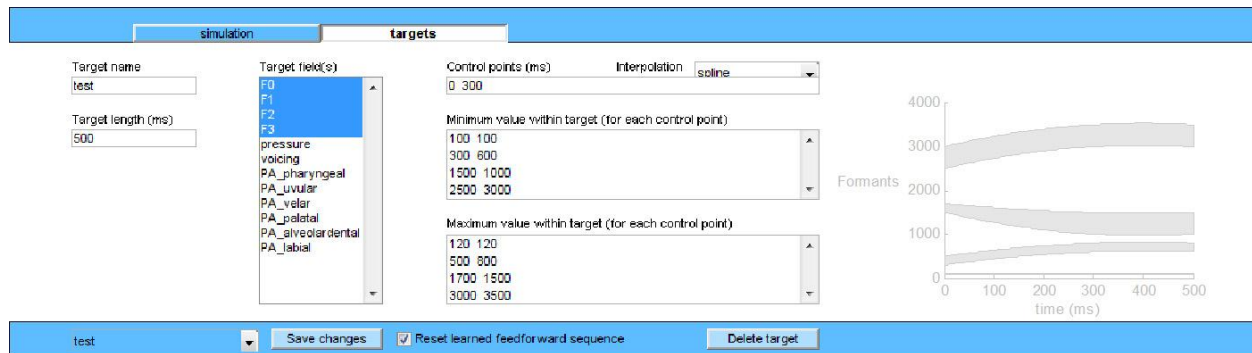 simulation targets
Target name
test
Target length (ms)
500
Target field(s)
F0
F1
F2
F3
pressure
voicing
PA_pharyngeal
PA_uvular
PA_velar
PA_palatal
PA_alveolardental
PA_labial
Control points (ms) Interpolation spline
0 300
Minimum value within target (for each control point)
100 100
300 600
1500 1000
2500 3000
Maximum value within target (for each control point)
120 120
500 800
1700 1500
3000 3500
4000
3000
Formants 2000
1000
0
0 100 200 300 400 500
time (ms)
test Save changes Reset learned feedforward sequence Delete target